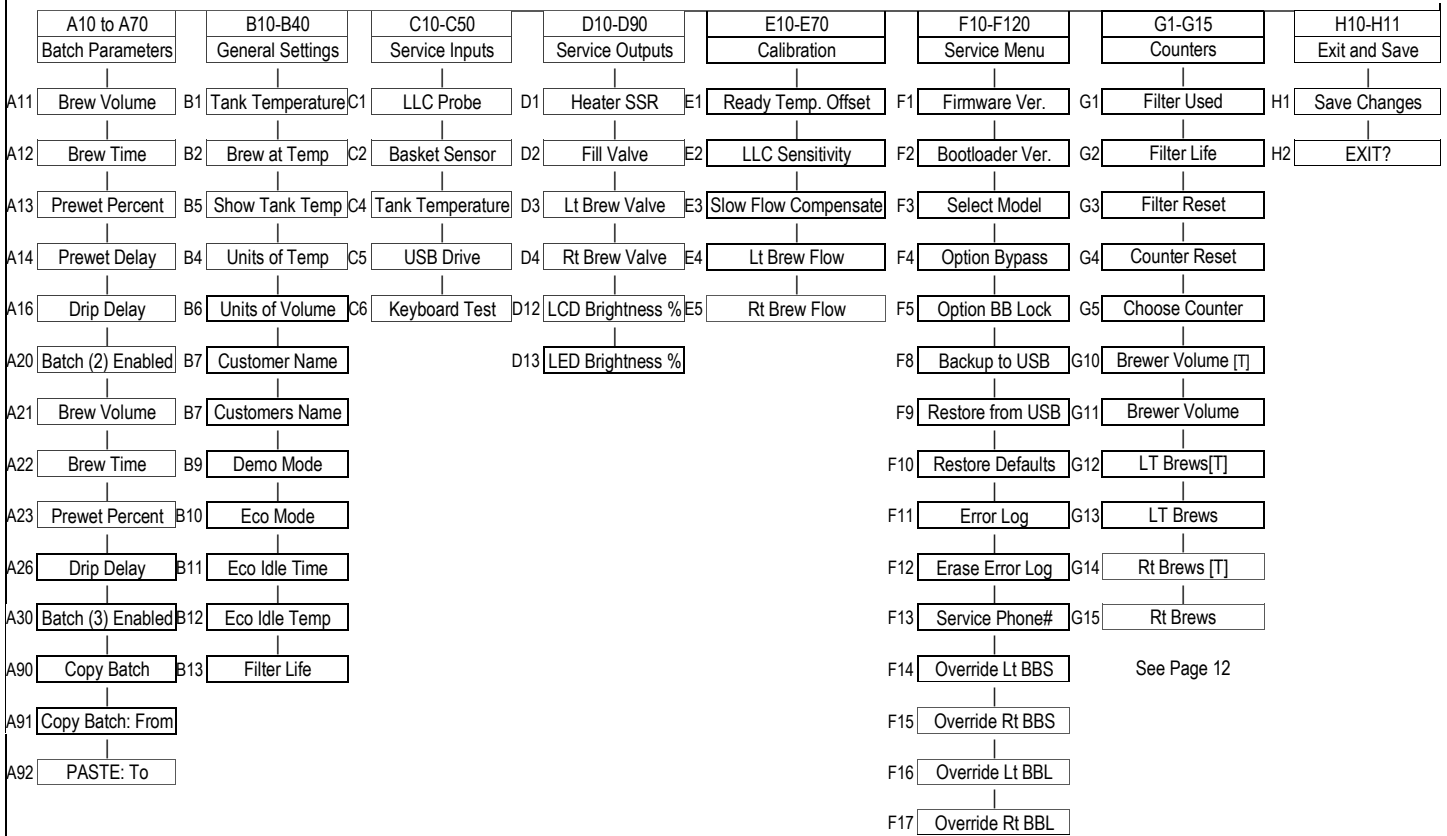 A10 to A70 B10-B40 C10-C50 D10-D90 E10-E70 F10-F120 G1-G15 H10-H11
Batch Parameters General Settings Service Inputs Service Outputs Calibration Service Menu Counters Exit and Save
A11 Brew Volume B1 Tank Temperature C1 LLC Probe D1 Heater SSR E1 Ready Temp. Offset F1 Firmware Ver. G1 Filter Used H1 Save Changes
A12 Brew Time B2 Brew at Temp C2 Basket Sensor D2 Fill Valve E2 LLC Sensitivity F2 Bootloader Ver. G2 Filter Life H2 EXIT?
A13 Prewet Percent B5 Show Tank Temp C4 Tank Temperature D3 Lt Brew Valve E3 Slow Flow Compensate F3 Select Model G3 Filter Reset
A14 Prewet Delay B4 Units of Temp C5 USB Drive D4 Rt Brew Valve E4 Lt Brew Flow F4 Option Bypass G4 Counter Reset
A16 Drip Delay B6 Units of Volume C6 Keyboard Test D12 LCD Brightness % E5 Rt Brew Flow F5 Option BB Lock G5 Choose Counter
A20 Batch (2) Enabled B7 Customer Name D13 LED Brightness % F8 Backup to USB G10 Brewer Volume [T]
A21 Brew Volume B7 Customers Name F9 Restore from USB G11 Brewer Volume
A22 Brew Time B9 Demo Mode F10 Restore Defaults G12 LT Brews[T]
A23 Prewet Percent B10 Eco Mode F11 Error Log G13 LT Brews
A26 Drip Delay B11 Eco Idle Time F12 Erase Error Log G14 Rt Brews [T]
A30 Batch (3) Enabled B12 Eco Idle Temp F13 Service Phone# G15 Rt Brews
A90 Copy Batch B13 Filter Life F14 Override Lt BBS See Page 12
A91 Copy Batch: From F15 Override Rt BBS
A92 PASTE: To F16 Override Lt BBL
F17 Override Rt BBL